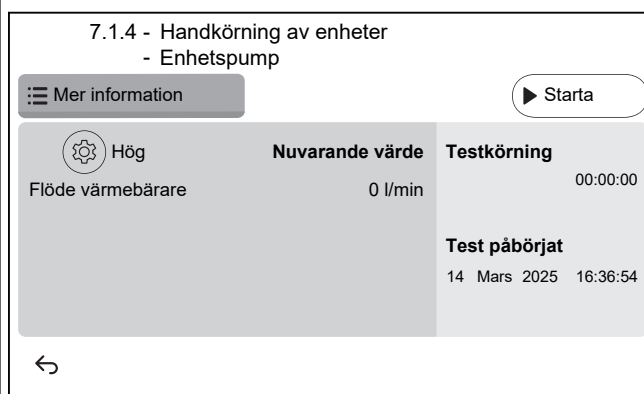 7.1.4 - Handkörning av enheter
- Enhetspump
Mer information
Starta
Hög
Nuvarande värde
Flöde värmebärare
0 l/min
Testkörning
00:00:00
Test påbörjat
14 Mars 2025 16:36:54